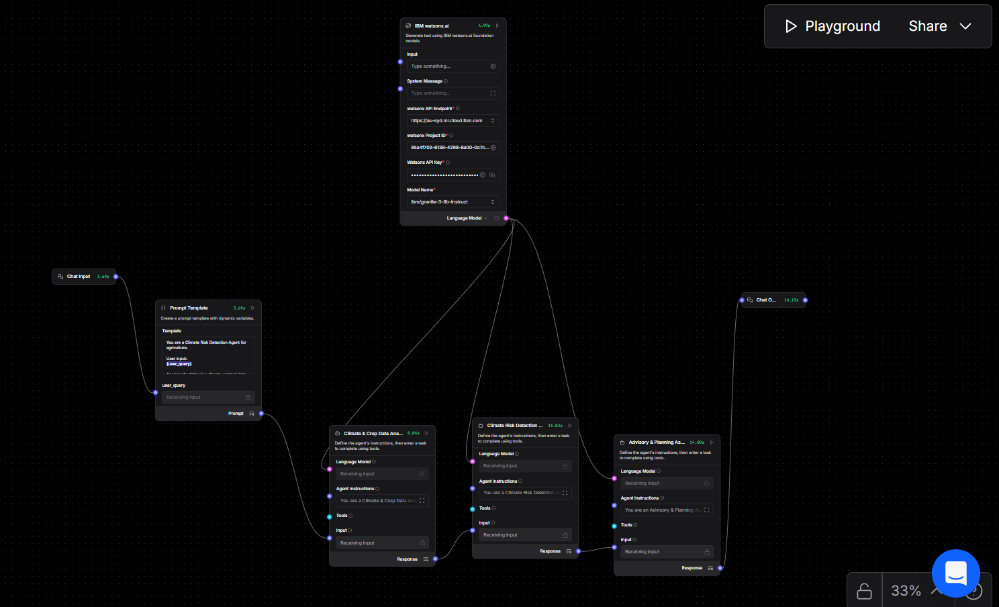 Playground
Share
IBM watsonx.ai
4.99s
Generate text using IBM watsonx.ai foundation
models.
Input
Type something...
System Message
Type something...
watsonx API Endpoint*
https://au-syd.ml.cloud.ibm.com
watsonx Project ID*
95a4f702-6138-4298-8a00-0c7c...
Watsonx API Key*
Model Name*
ibm/granite-3-8b-instruct
Language Model
Chat Input
3.69s
Prompt Template
3.69s
Create a prompt template with dynamic variables.
Template
You are a Climate Risk Detection Agent for
agriculture.
User input:
{user_query}
user_query
Receiving input
Prompt
Climate & Crop Data Ana...
8.04s
Define the agent's instructions, then enter a task
to complete using tools.
Language Model
Receiving input
Agent Instructions
You are a Climate & Crop Data Ana
Tools
Input
Receiving input
Response
Climate Risk Detection ...
11.02s
Define the agent's instructions, then enter a task
to complete using tools.
Language Model
Receiving input
Agent Instructions
You are a Climate Risk Detection
Tools
Input
Receiving input
Response
Advisory & Planning As...
14.09s
Define the agent's instructions, then enter a task
to complete using tools.
Language Model
Receiving input
Agent Instructions
You are an Advisory & Planning
Tools
Input
Receiving input
Response
Chat O...
14.13s
33%